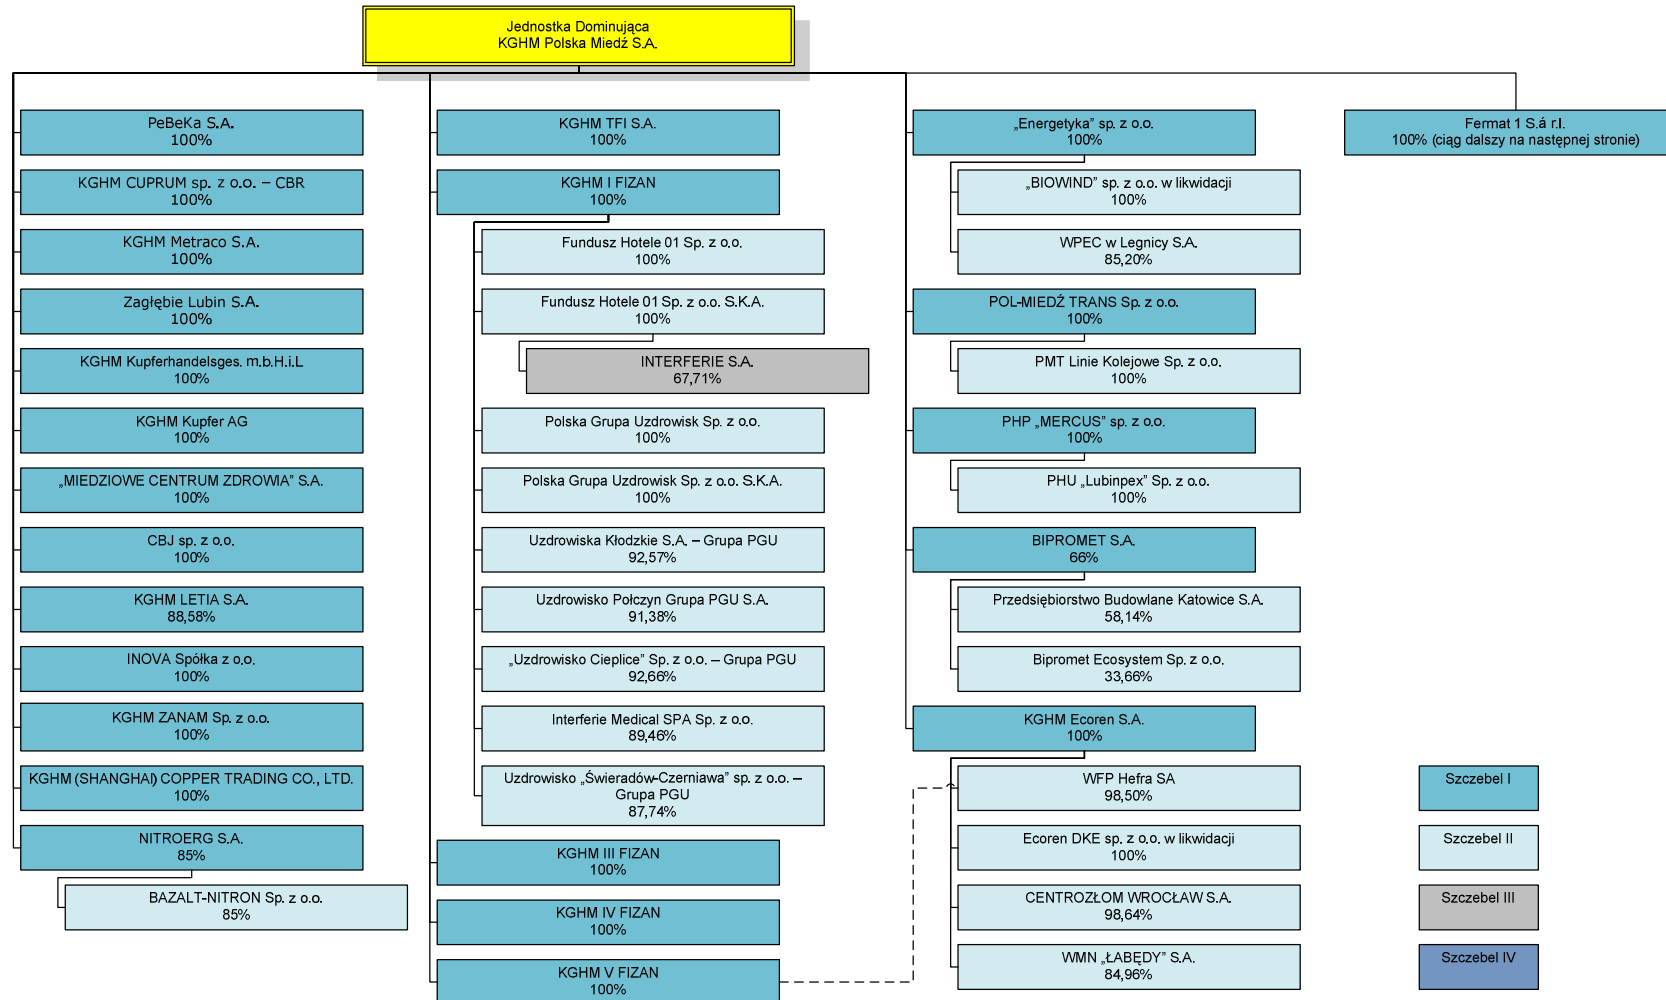 Jednostka Dominująca
KGHM Polska Miedź S.A.
PeBeKa S.A.
100%
KGHM CUPRUM sp. z o.o. – CBR
100%
KGHM Metraco S.A.
100%
Zagłębie Lubin S.A.
100%
KGHM Kupferhandelsges. m.b.H.i.L
100%
KGHM Kupfer AG
100%
„MIEDZIOWE CENTRUM ZDROWIA” S.A.
100%
CBJ sp. z o.o.
100%
KGHM LETIA S.A.
88,58%
INOVA Spółka z o.o.
100%
KGHM ZANAM Sp. z o.o.
100%
KGHM (SHANGHAI) COPPER TRADING CO., LTD.
100%
NITROERG S.A.
85%
BAZALT-NITRON Sp. z o.o.
85%
KGHM TFI S.A.
100%
KGHM I FIZAN
100%
Fundusz Hotele 01 Sp. z o.o.
100%
Fundusz Hotele 01 Sp. z o.o. S.K.A.
100%
INTERFERIE S.A.
67,71%
Polska Grupa Uzdrowisk Sp. z o.o.
100%
Polska Grupa Uzdrowisk Sp. z o.o. S.K.A.
100%
Uzdrowiska Kłodzkie S.A. – Grupa PGU
92,57%
Uzdrowisko Połczyn Grupa PGU S.A.
91,38%
„Uzdrowisko Cieplice” Sp. z o.o. – Grupa PGU
92,66%
Interferie Medical SPA Sp. z o.o.
89,46%
Uzdrowisko „Świeradów-Czerniawa” sp. z o.o. –
Grupa PGU
87,74%
KGHM III FIZAN
100%
KGHM IV FIZAN
100%
KGHM V FIZAN
100%
„Energetyka” sp. z o.o.
100%
„BIOWIND” sp. z o.o. w likwidacji
100%
WPEC w Legnicy S.A.
85,20%
POL-MIEDŹ TRANS Sp. z o.o.
100%
PMT Linie Kolejowe Sp. z o.o.
100%
PHP „MERCUS” sp. z o.o.
100%
PHU „Lubinpex” Sp. z o.o.
100%
BIPROMET S.A.
66%
Przedsiębiorstwo Budowlane Katowice S.A.
58,14%
Bipromet Ecosystem Sp. z o.o.
33,66%
KGHM Ecoren S.A.
100%
WFP Hefra SA
98,50%
Ecoren DKE sp. z o.o. w likwidacji
100%
CENTROZŁOM WROCŁAW S.A.
98,64%
WMN „ŁABĘDY” S.A.
84,96%
Fermat 1 S.á r.l.
100% (ciąg dalszy na następnej stronie)
Szczebel I
Szczebel II
Szczebel III
Szczebel IV